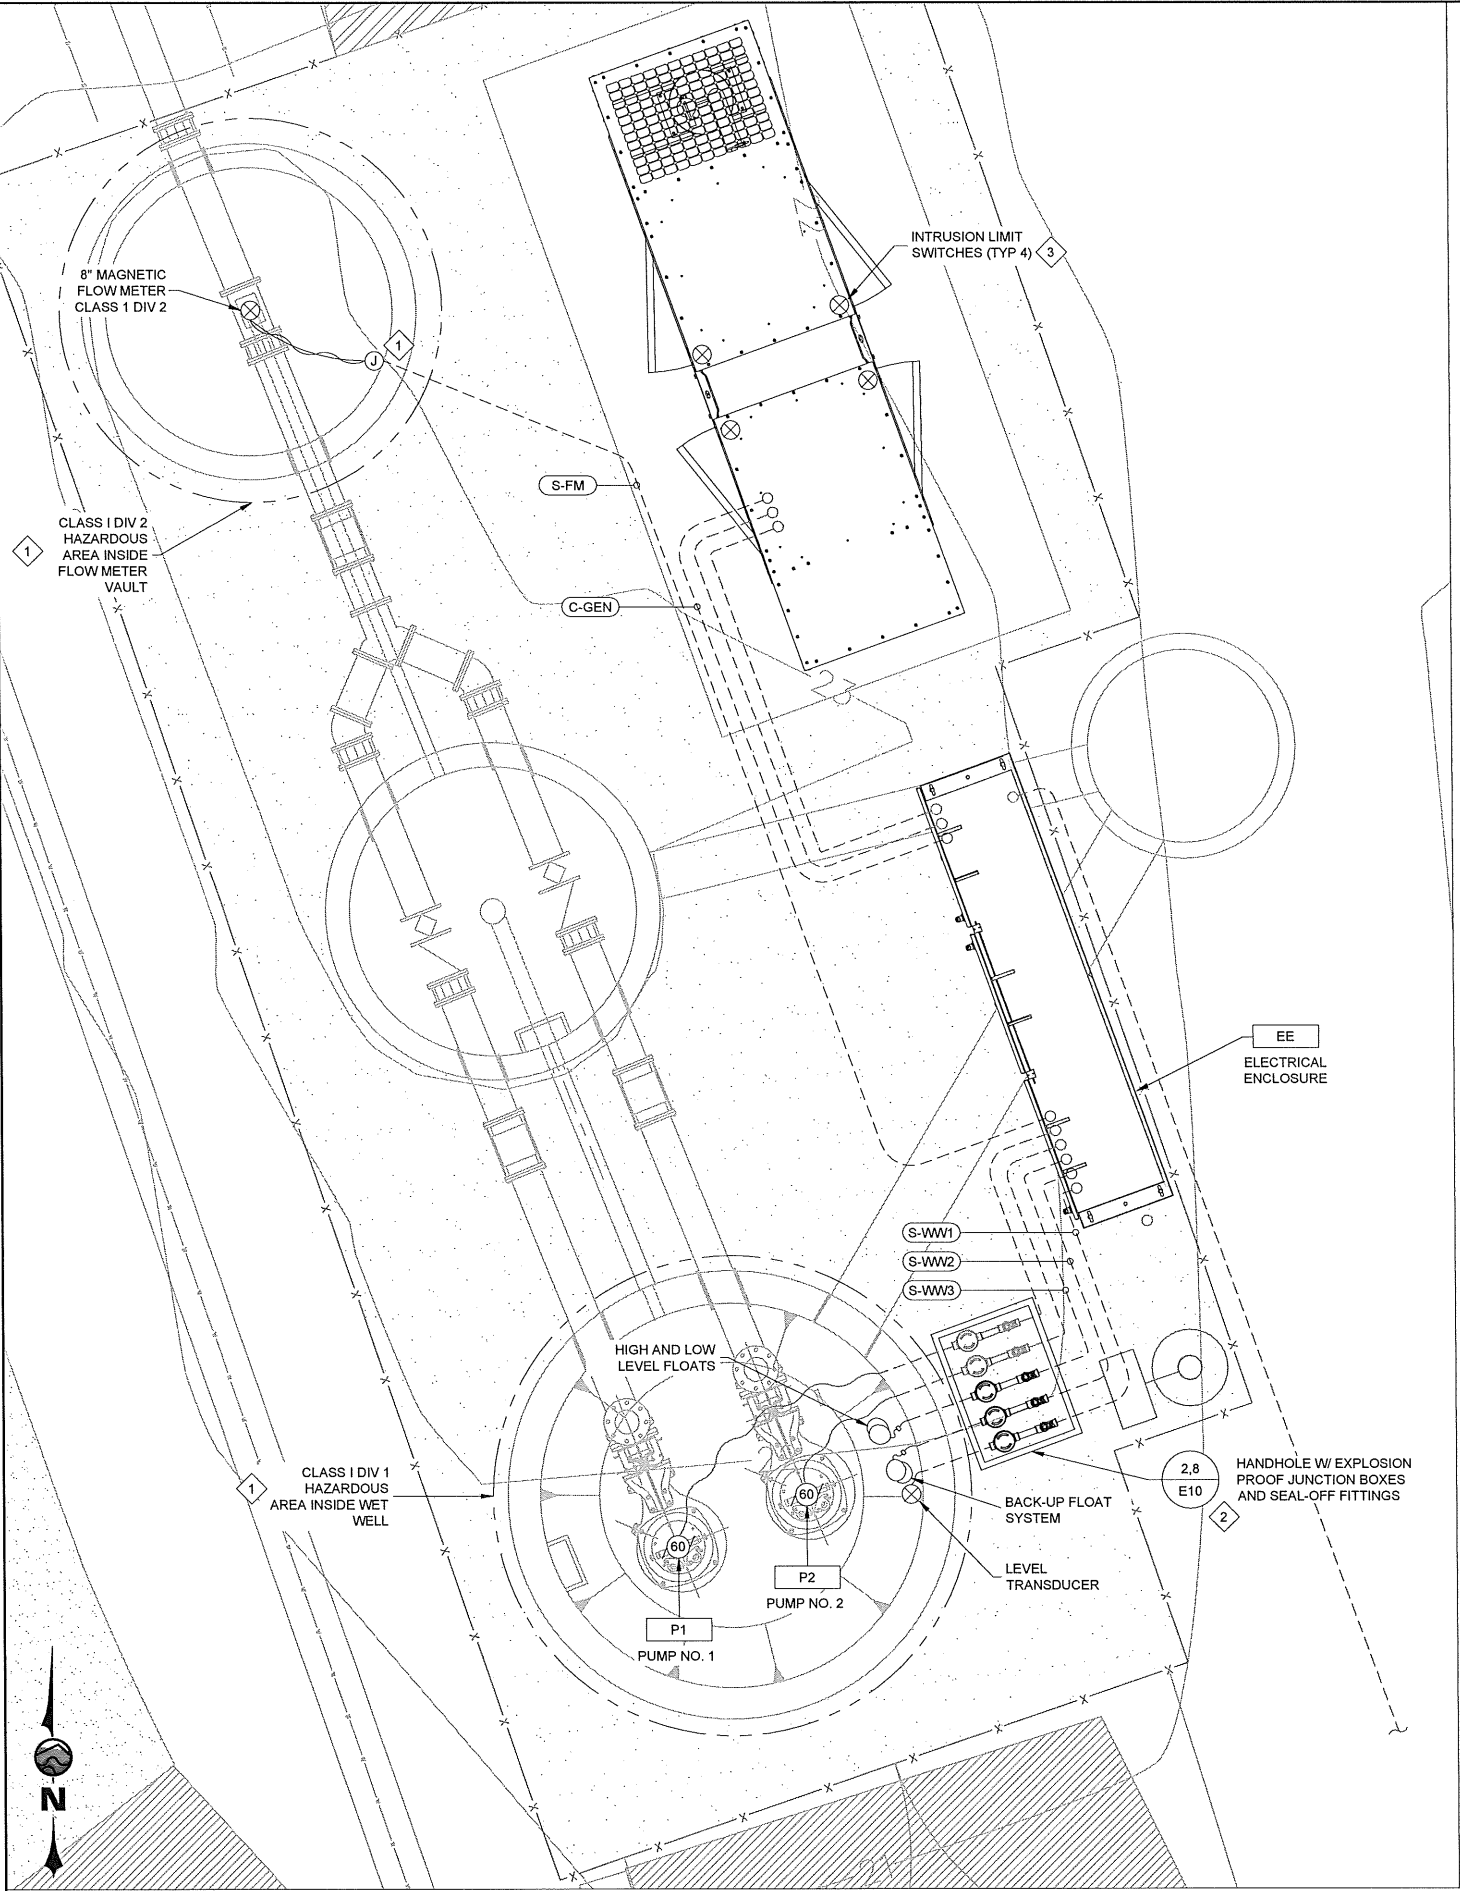 INTRUSION LIMIT
SWITCHES (TYP 4)
3
8" MAGNETIC
FLOW METER
CLASS 1 DIV 2
J
1
S-FM
CLASS I DIV 2
HAZARDOUS
AREA INSIDE
FLOW METER
VAULT
1
C-GEN
23
EE
ELECTRICAL
ENCLOSURE
S-WW1
S-WW2
S-WW3
HIGH AND LOW
LEVEL FLOATS
CLASS I DIV 1
HAZARDOUS
AREA INSIDE WET
WELL
1
2,8
E10
HANDHOLE W/ EXPLOSION
PROOF JUNCTION BOXES
AND SEAL-OFF FITTINGS
2
BACK-UP FLOAT
SYSTEM
60
60
LEVEL
TRANSDUCER
P2
PUMP NO. 2
P1
PUMP NO. 1
N
21